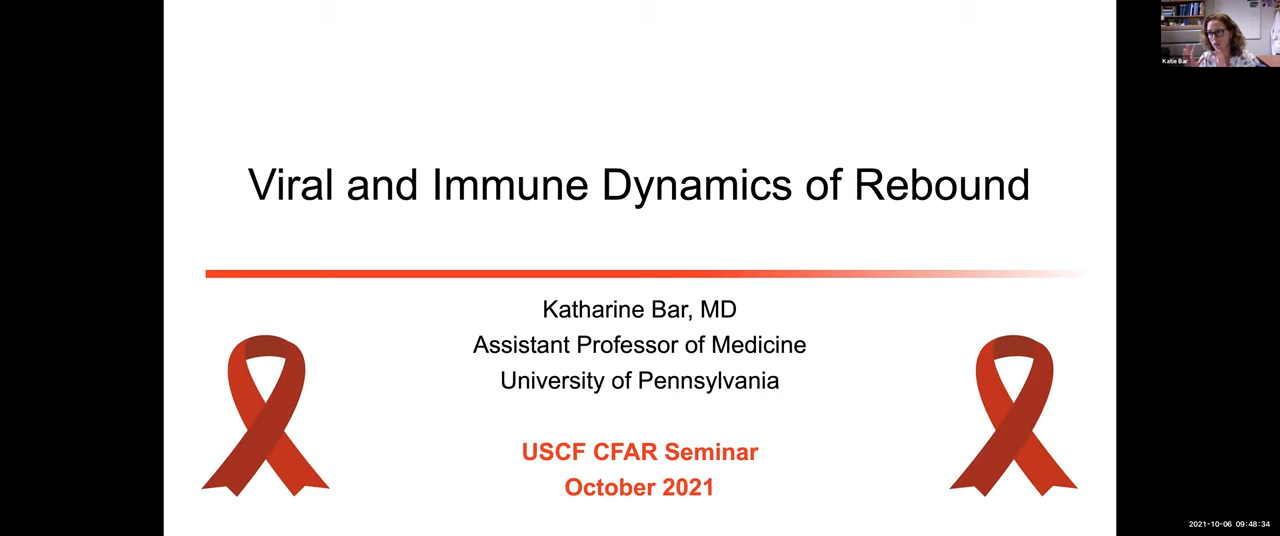 Viral and Immune Dynamics of Rebound
Katharine Bar, MD
Assistant Professor of Medicine
University of Pennsylvania
USCF CFAR Seminar
October 2021
Katie Bar
2021-10-06 09:48:34